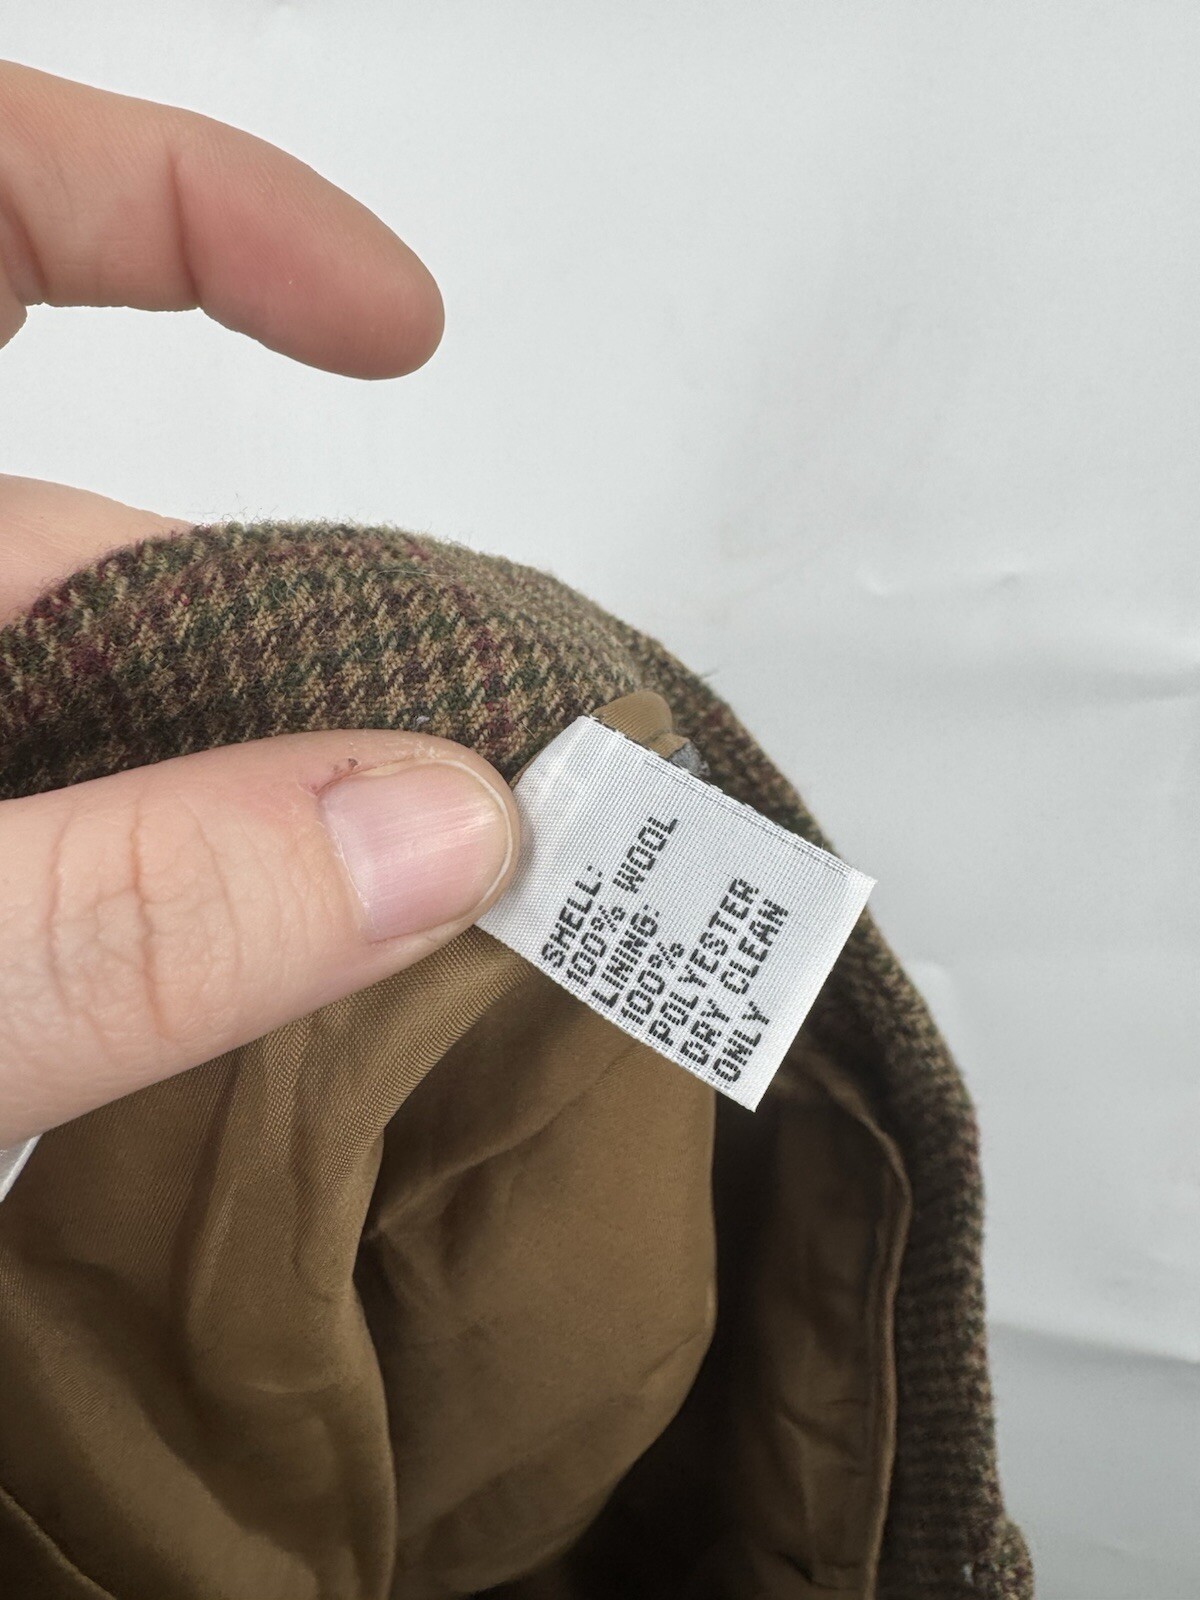 SHELL:
100% WOOL
LINING:
100%
POLYESTER
DRY CLEAN
ONLY